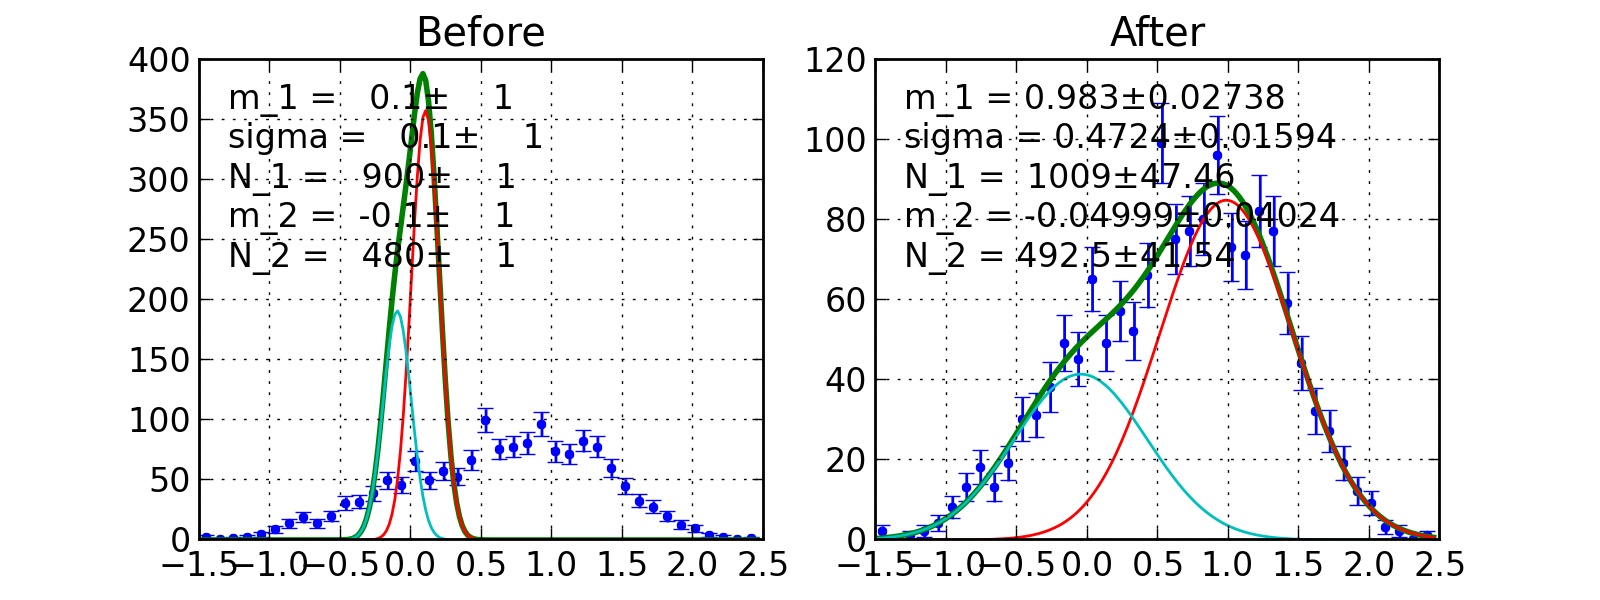 Before
400
350
300
250
200
150
100
50
0
m_1 = 0.1± 1
sigma = 0.1± 1
N_1 = 900± 1
m_2 = -0.1± 1
N_2 = 480± 1
−1.5 −1.0 −0.5 0.0 0.5 1.0 1.5 2.0 2.5
After
120
100
80
60
40
20
0
m_1 = 0.983±0.02738
sigma = 0.4724±0.01594
N_1 = 1009±47.46
m_2 = -0.04999±0.04024
N_2 = 492.5±41.54
−1.5 −1.0 −0.5 0.0 0.5 1.0 1.5 2.0 2.5